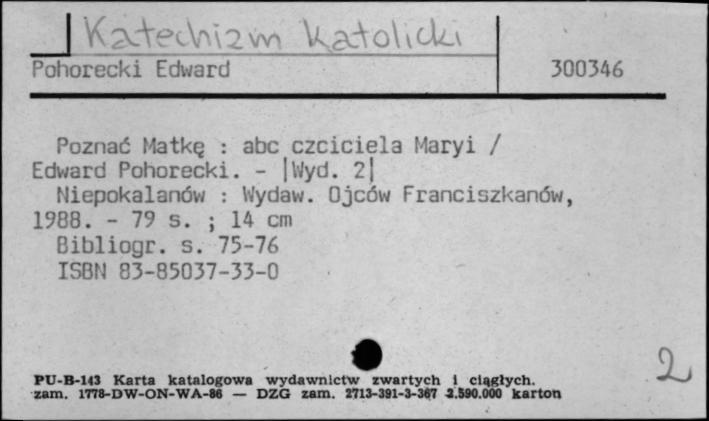 Katechizm katolicki
Pohorecki Edward 300346
Poznać Matkę : abc czciciela Maryi /
Edward Pohorecki. - |Wyd. 2|
Niepokalanów : Wydaw. Ojców Franciszkanów,
1988. - 79 s. ; 14 cm
Bibliogr. s. 75-76
ISBN 83-85037-33-0
2
PU-B-143 Karta katalogowa wydawnictw zwartych i ciągłych.
zam. 1778-DW-ON-WA-86 — DZG zam. 2713-391-3-367 2.590.000 karton